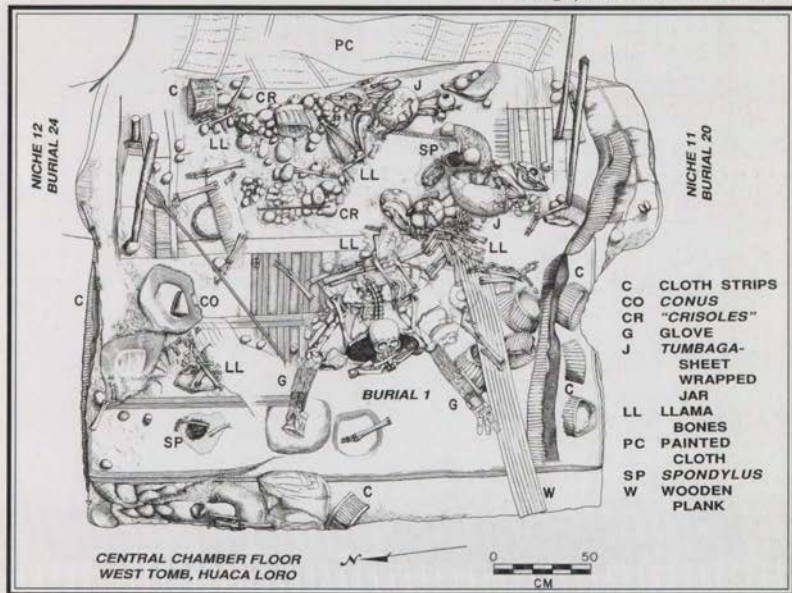 PC
C
CR
J
LL
SP
LL
CR
J
LL
LL
NICHE 12
BURIAL 24
NICHE 11
BURIAL 20
C
CO
C
LL
G
BURIAL 1
G
C
SP
C
W
C CLOTH STRIPS
CO CONUS
CR "CRISOLES"
G GLOVE
J TUMBAGA-
SHEET
WRAPPED
JAR
LL LLAMA
BONES
PC PAINTED
CLOTH
SP SPONDYLUS
W WOODEN
PLANK
CENTRAL CHAMBER FLOOR
WEST TOMB, HUACA LORO
N
0 50
CM